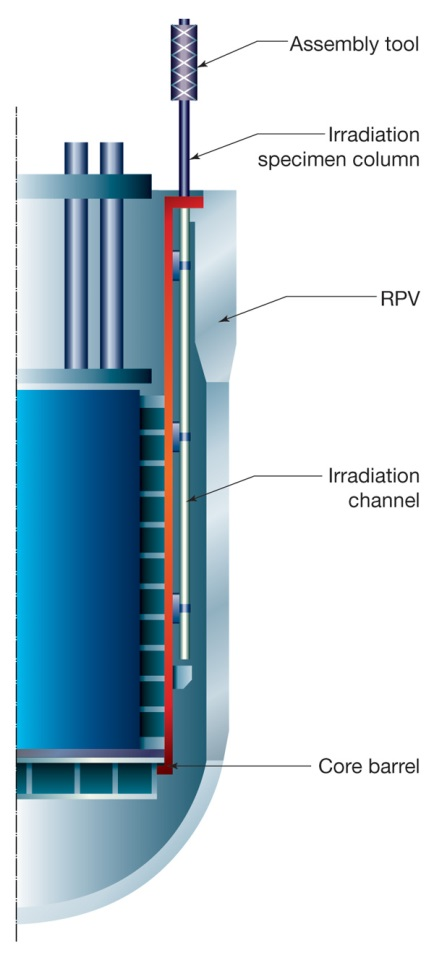 Assembly tool
Irradiation
specimen column
RPV
Irradiation
channel
Core barrel